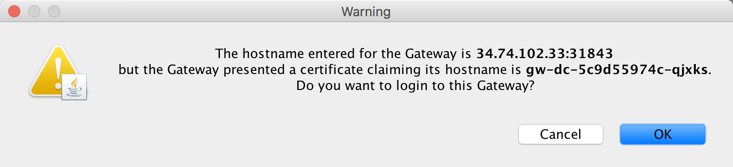 Warning
The hostname entered for the Gateway is 34.74.102.33:31843
but the Gateway presented a certificate claiming its hostname is gw-dc-5c9d55974c-qjxks.
Do you want to login to this Gateway?
Cancel
OK